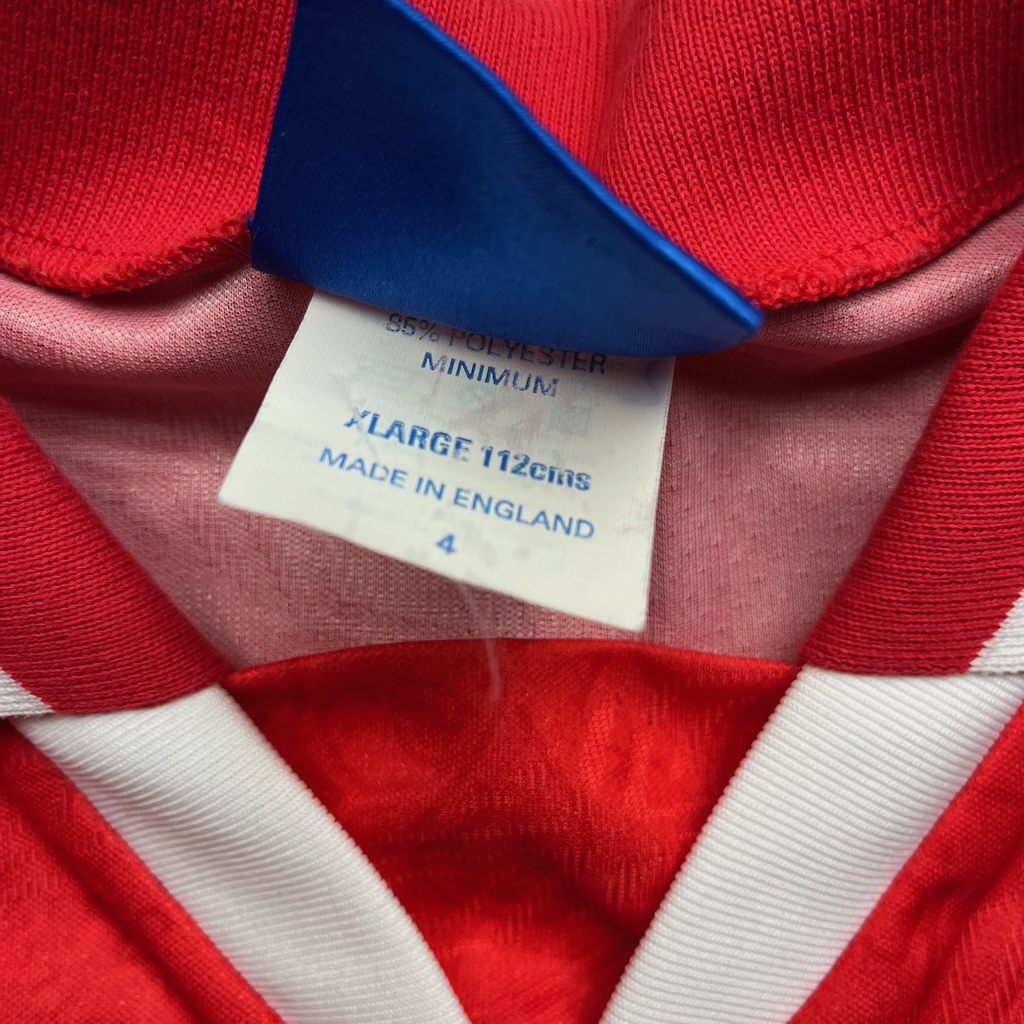 85% POLYESTER
MINIMUM
XLARGE 112cms
MADE IN ENGLAND
4